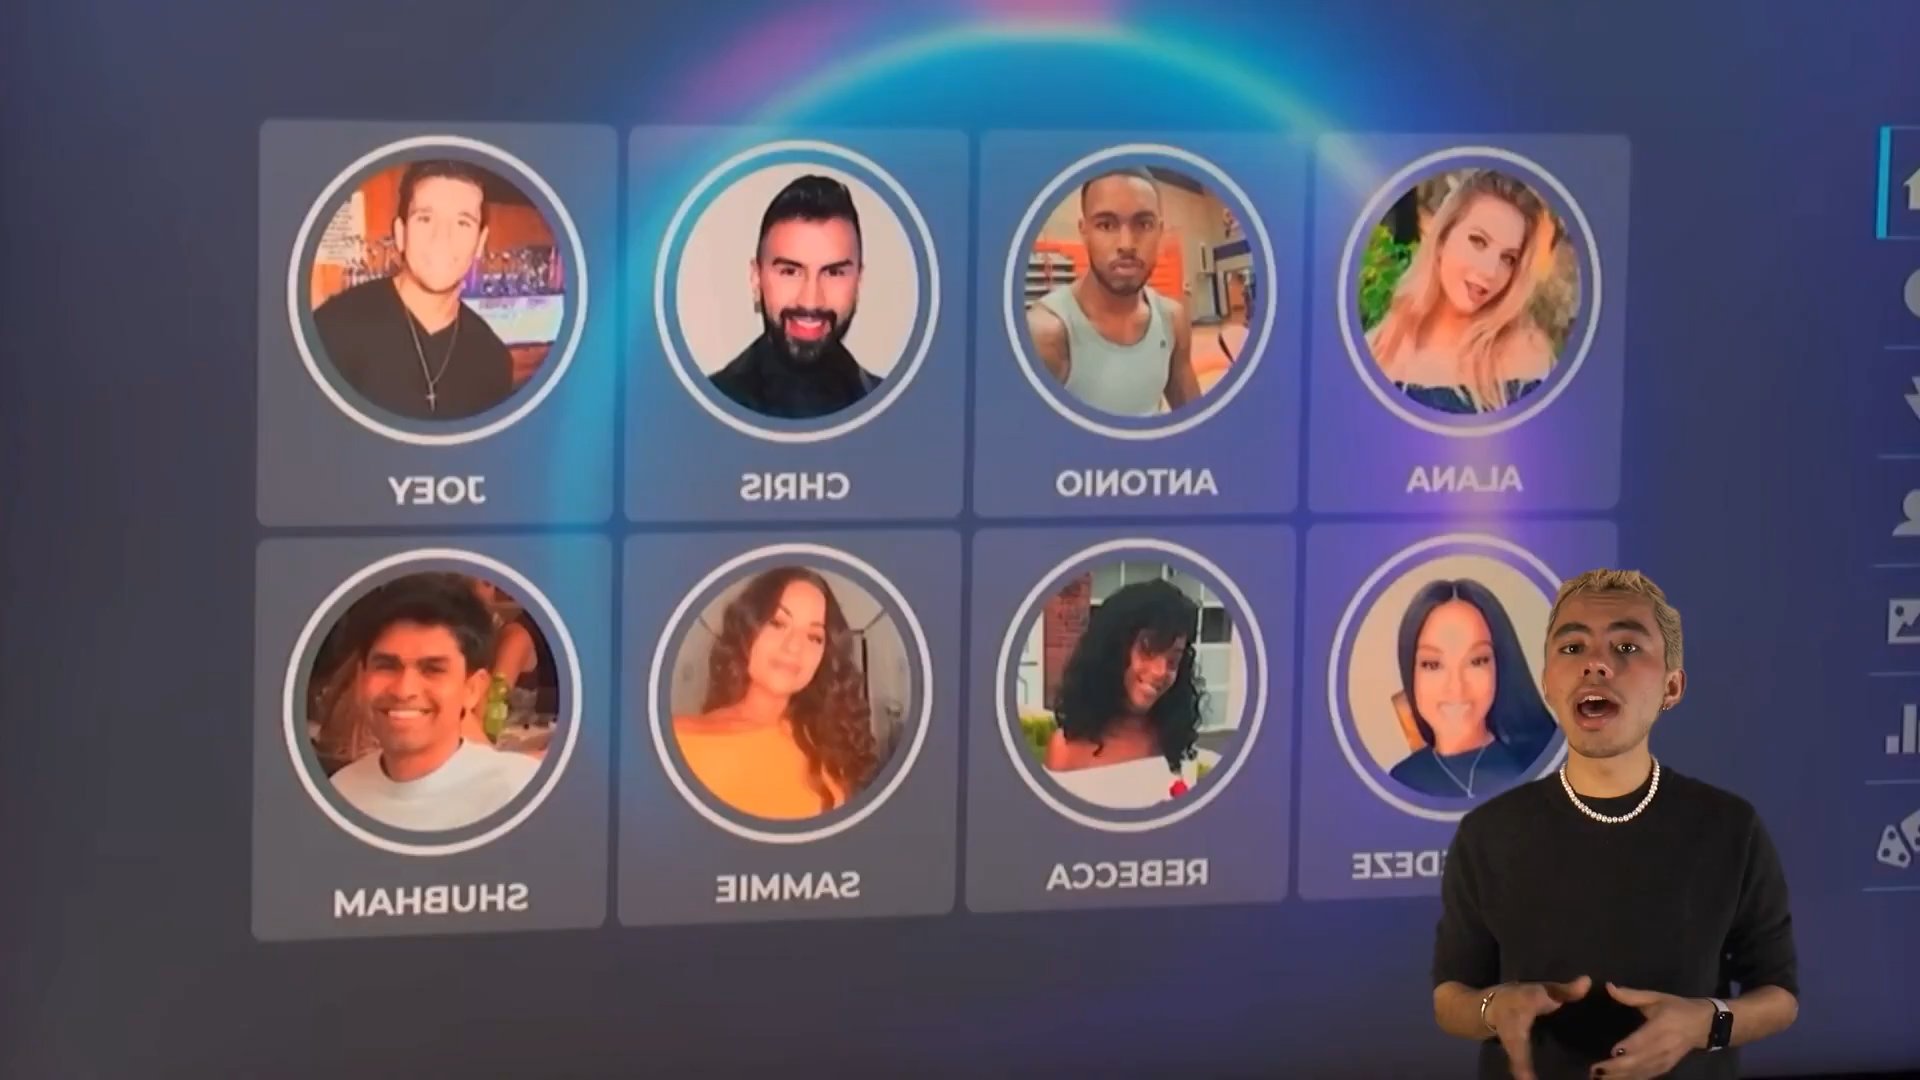 JOEY
CHRIS
ANTONIO
ALANA
SHUBHAM
SAMMIE
REBECCA